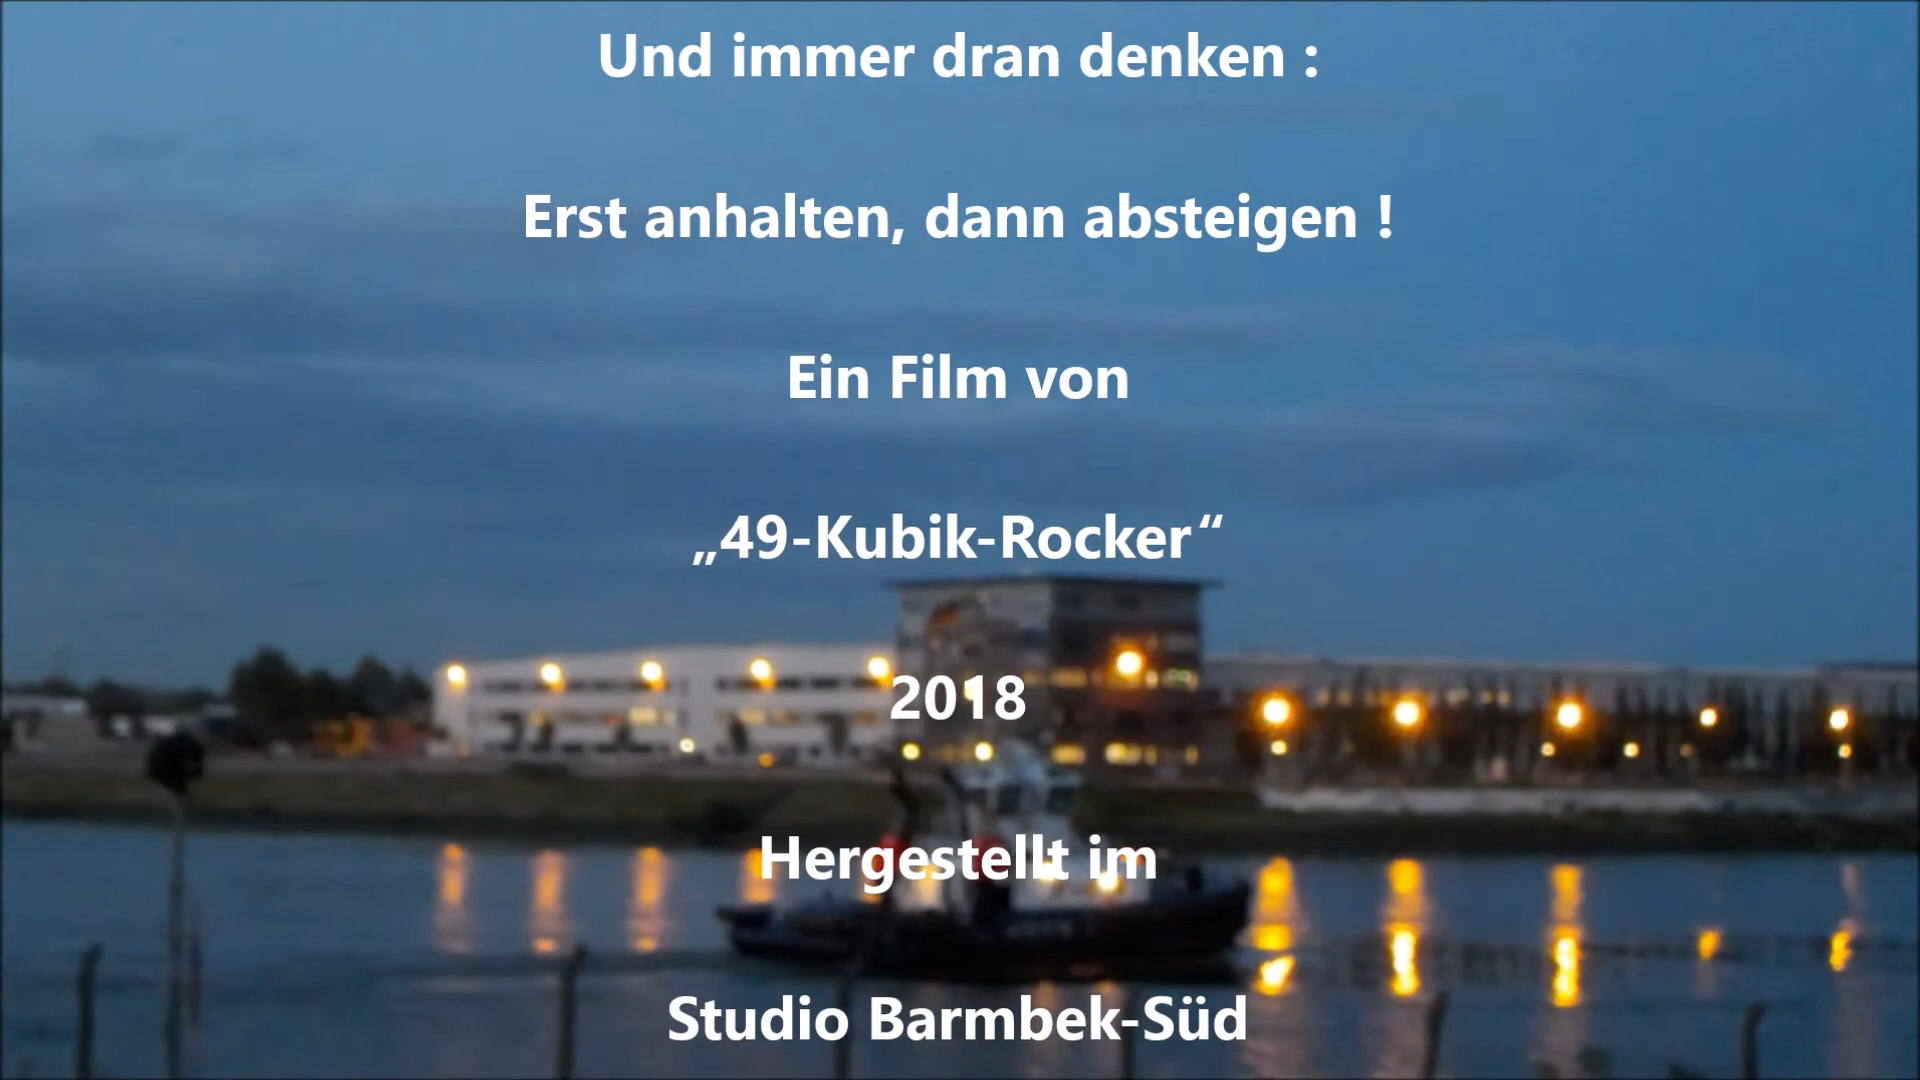 Und immer dran denken :
Erst anhalten, dann absteigen !
Ein Film von
„49-Kubik-Rocker“
2018
Hergestellt im
Studio Barmbek-Süd